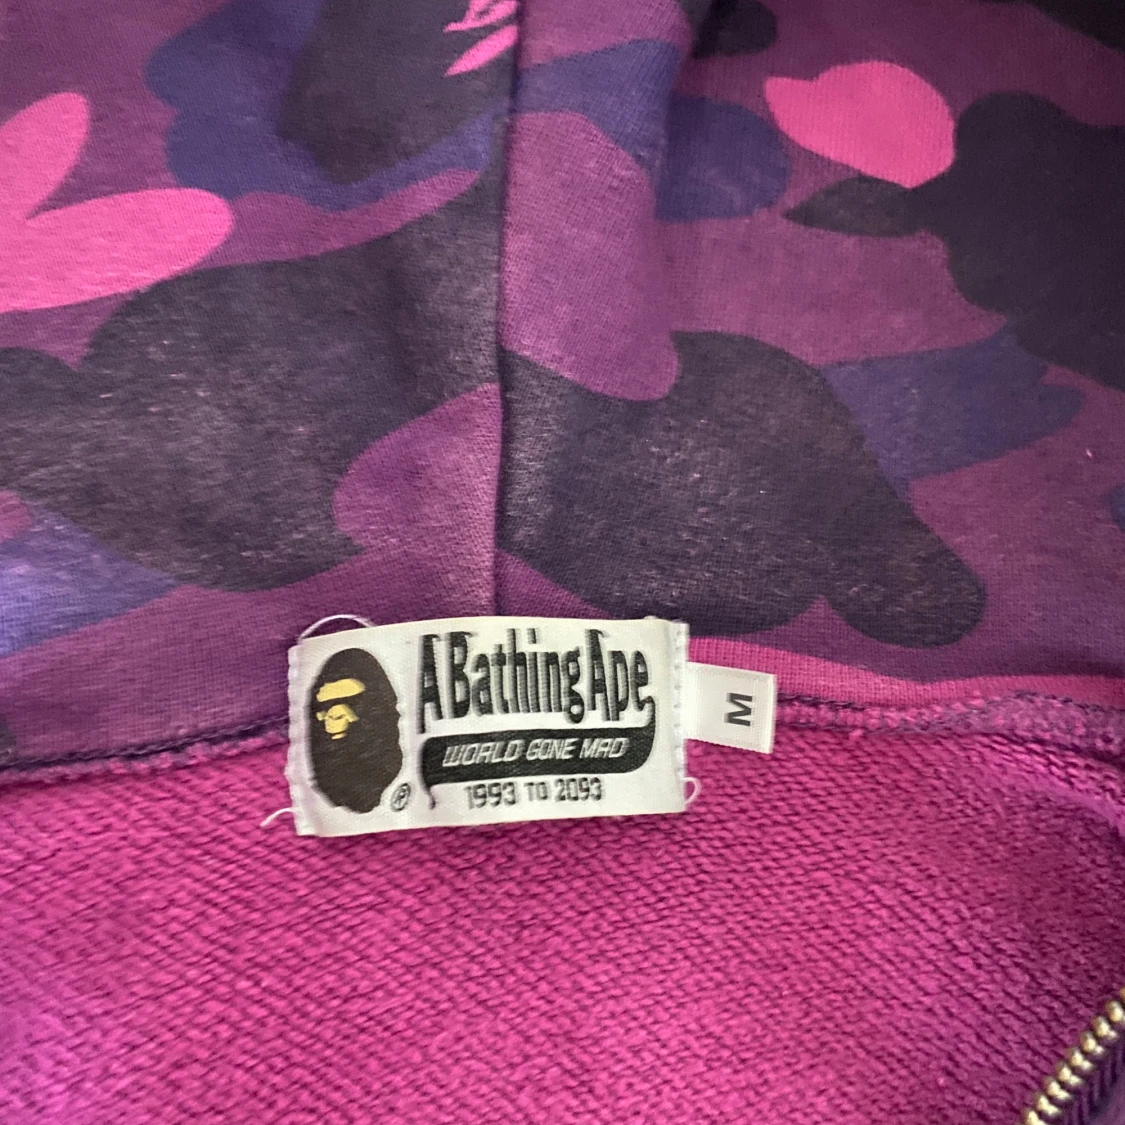 A Bathing Ape
WORLD GONE MAD
1993 TO 2093
®
M